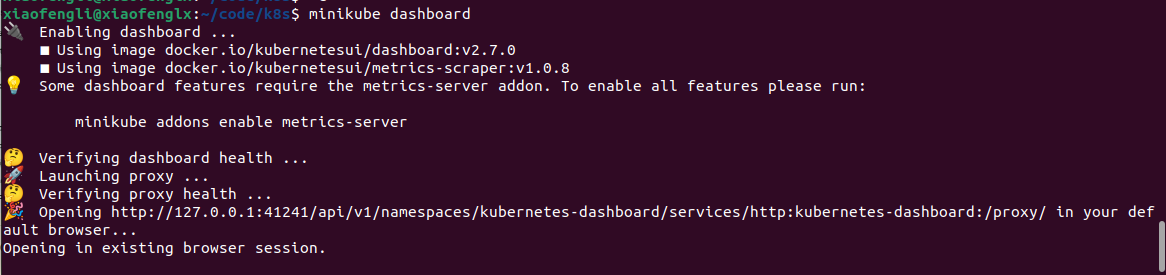 xiaofengli@xiaofenglx:~/code/k8s$ minikube dashboard
🔌 Enabling dashboard ...
■ Using image docker.io/kubernetesui/dashboard:v2.7.0
■ Using image docker.io/kubernetesui/metrics-scraper:v1.0.8
💡 Some dashboard features require the metrics-server addon. To enable all features please run:
minikube addons enable metrics-server
🤔 Verifying dashboard health ...
🚀 Launching proxy ...
🤔 Verifying proxy health ...
🎉 Opening http://127.0.0.1:41241/api/v1/namespaces/kubernetes-dashboard/services/http:kubernetes-dashboard:/proxy/ in your def
ault browser...
Opening in existing browser session.